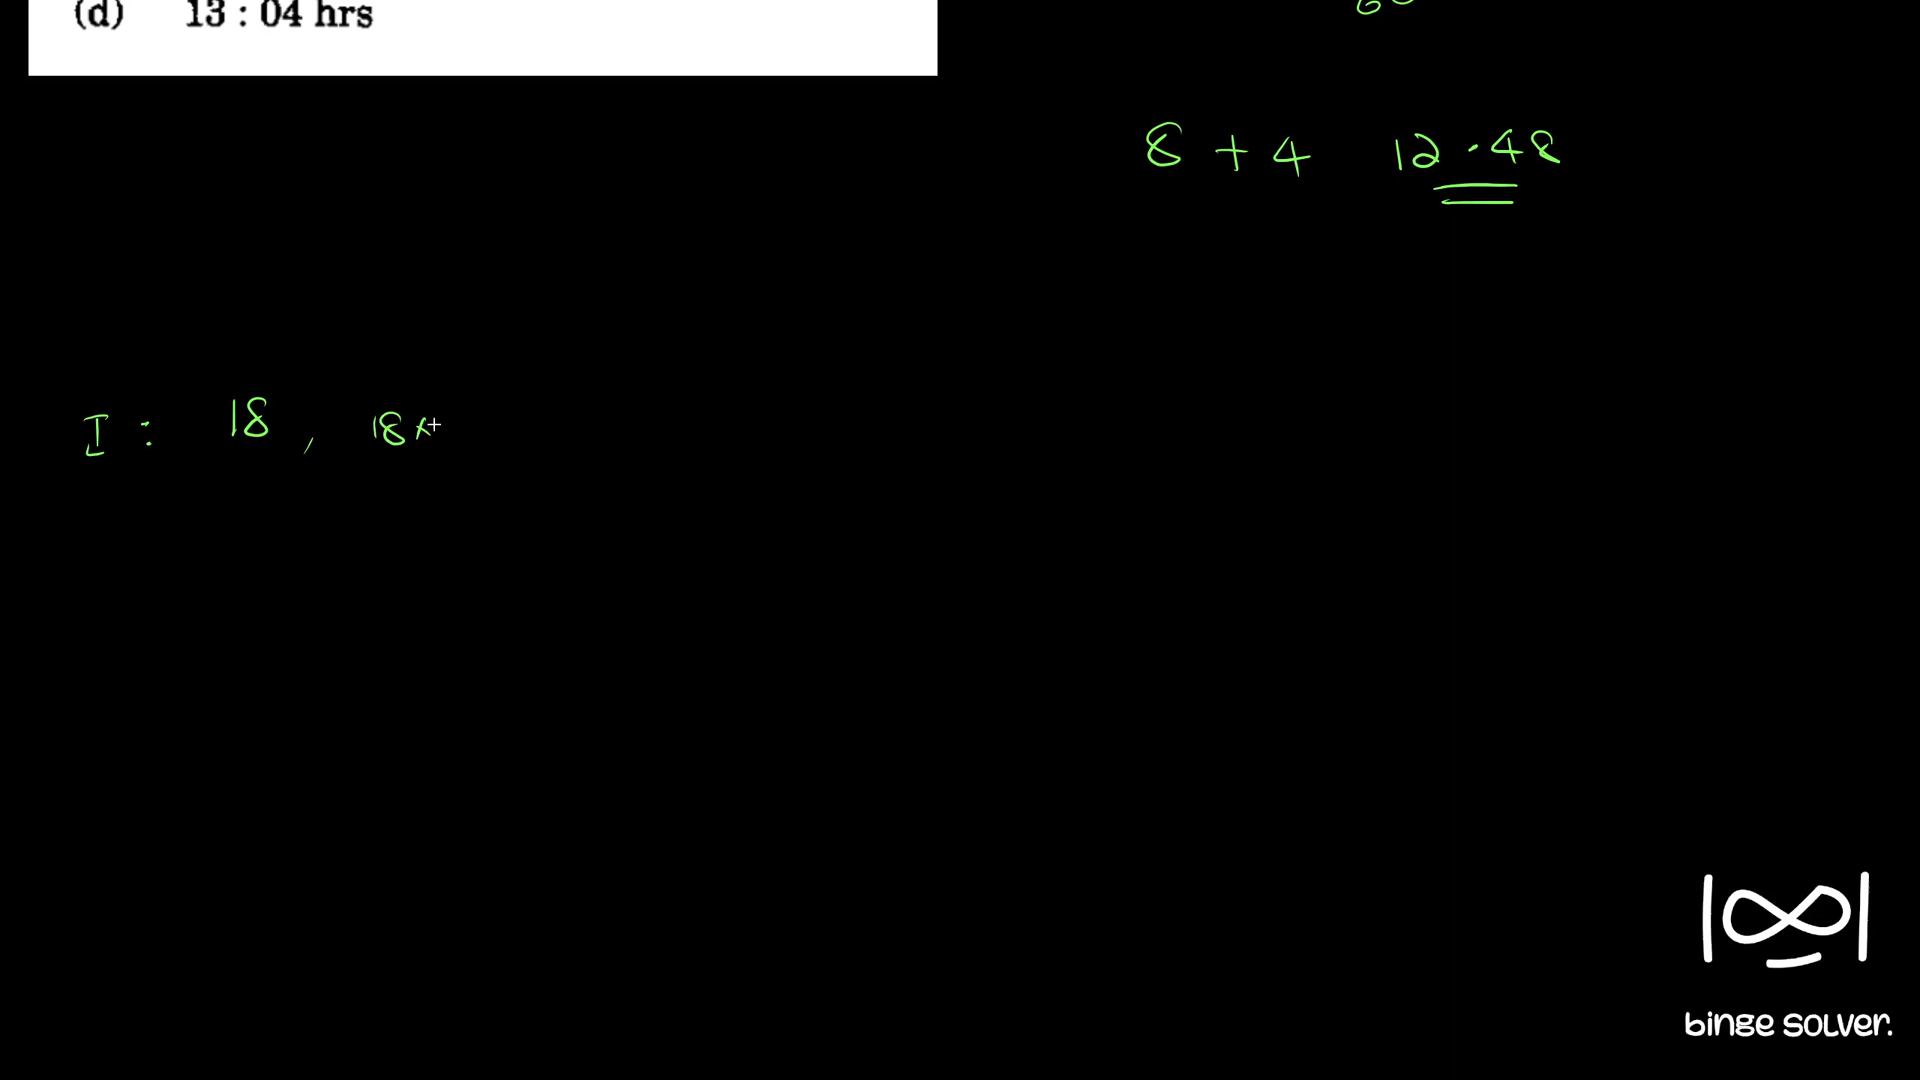 (d) 13 : 04 hrs
8 + 4 12.48
I : 18 , 18×
binge solver.